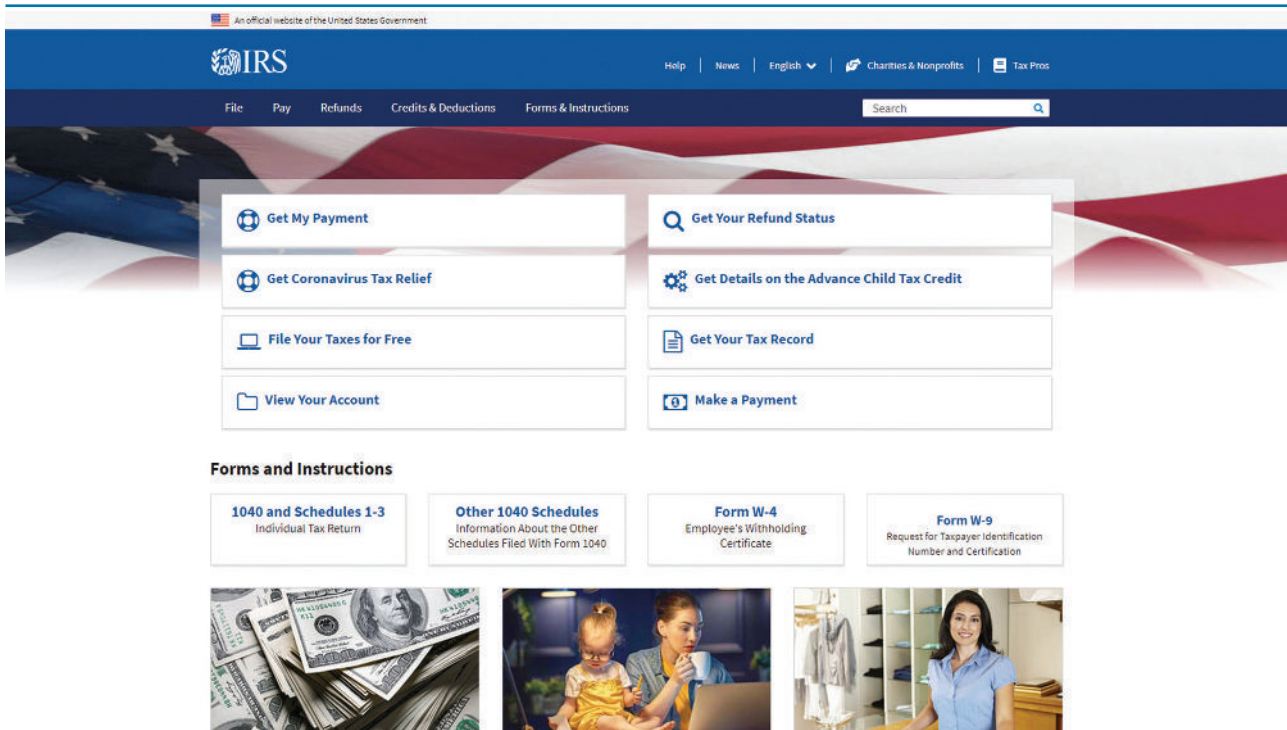 An official website of the United States Government
IRS
Help News English Charities & Nonprofits Tax Pros
File Pay Refunds Credits & Deductions Forms & Instructions Search
Get My Payment
Get Your Refund Status
Get Coronavirus Tax Relief
Get Details on the Advance Child Tax Credit
File Your Taxes for Free
Get Your Tax Record
View Your Account
Make a Payment
Forms and Instructions
1040 and Schedules 1-3
Individual Tax Return
Other 1040 Schedules
Information About the Other
Schedules Filed With Form 1040
Form W-4
Employee's Withholding
Certificate
Form W-9
Request for Taxpayer Identification
Number and Certification